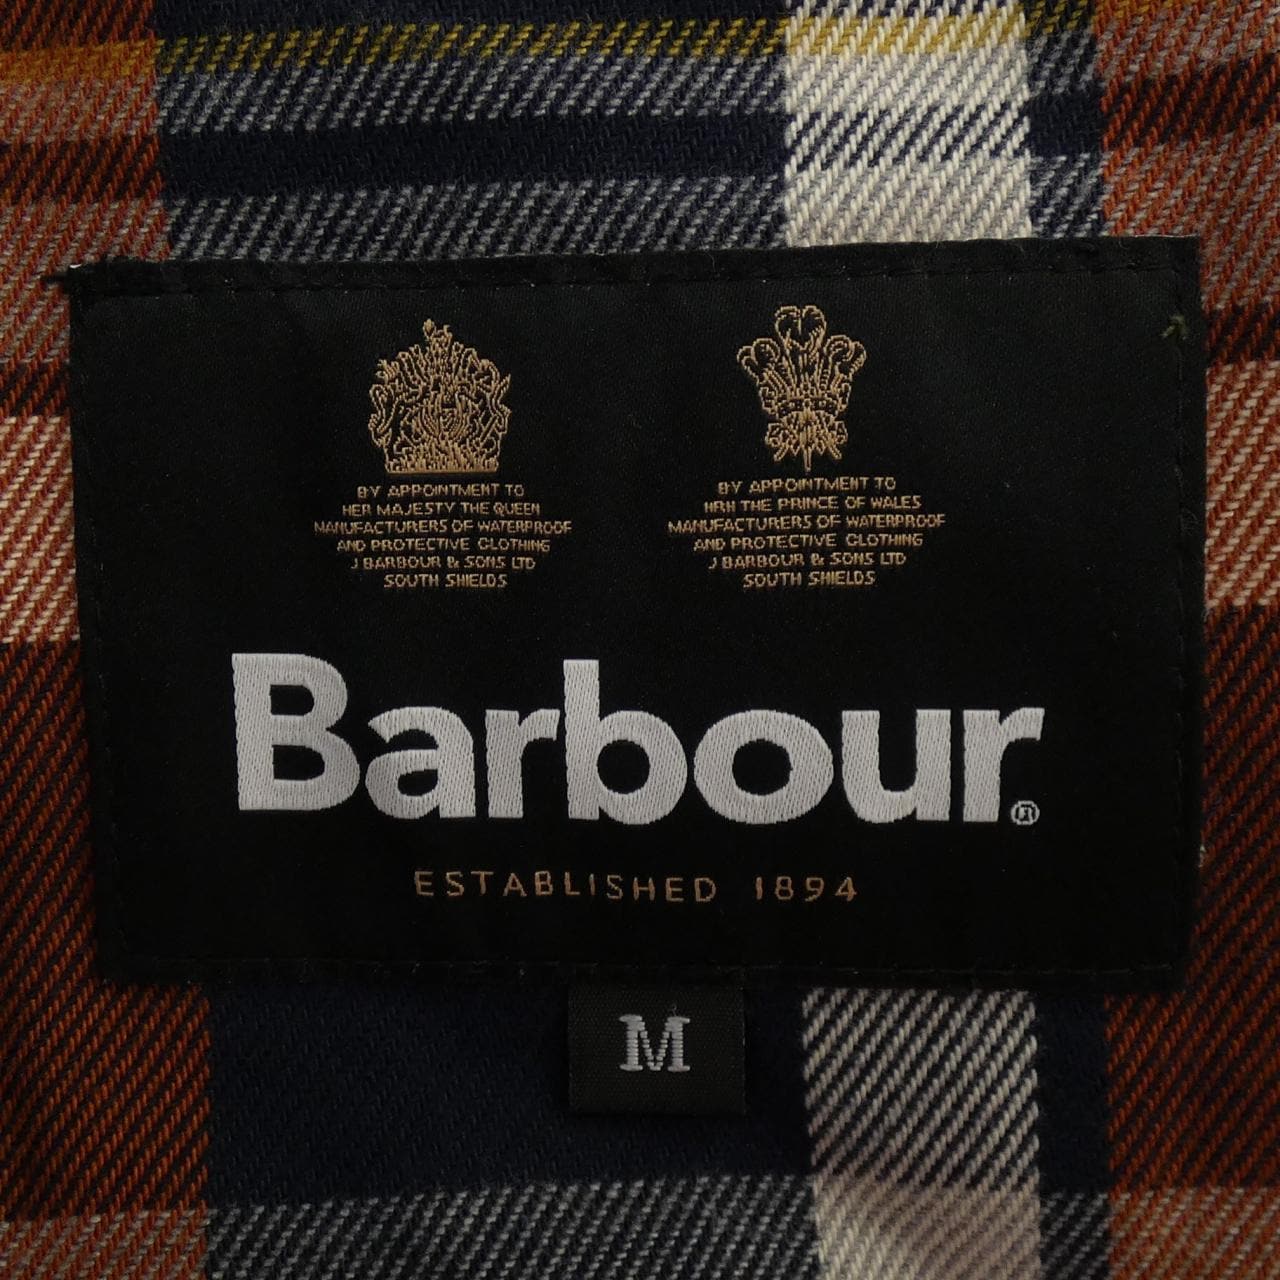 BY APPOINTMENT TO
HER MAJESTY THE QUEEN
MANUFACTURERS OF WATERPROOF
AND PROTECTIVE CLOTHING
J BARBOUR & SONS LTD
SOUTH SHIELDS
BY APPOINTMENT TO
HRH THE PRINCE OF WALES
MANUFACTURERS OF WATERPROOF
AND PROTECTIVE CLOTHING
J BARBOUR & SONS LTD
SOUTH SHIELDS
Barbour®
ESTABLISHED 1894
M